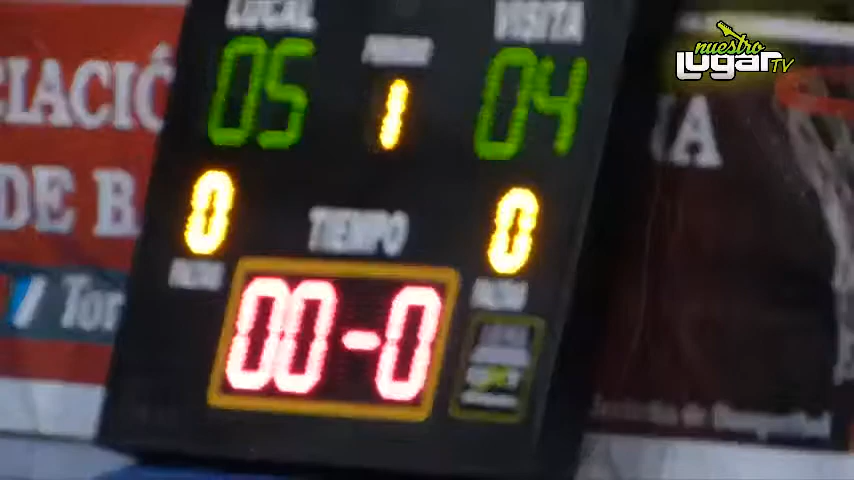 LOCAL
VISITA
05
PERIODO
1
04
0
TIEMPO
0
FALTAS
FALTAS
00-0
nuestro
LUGAR TV
CIACIÓ
DE B
Tor
NA